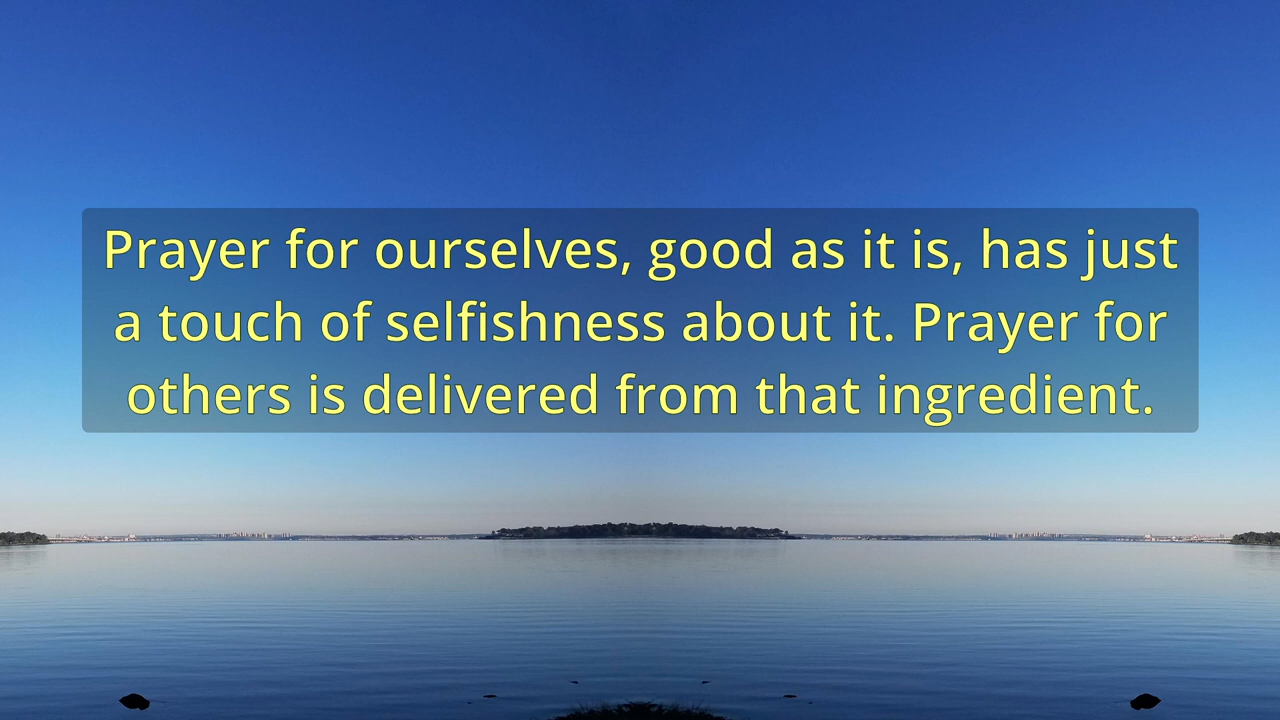 Prayer for ourselves, good as it is, has just
a touch of selfishness about it. Prayer for
others is delivered from that ingredient.